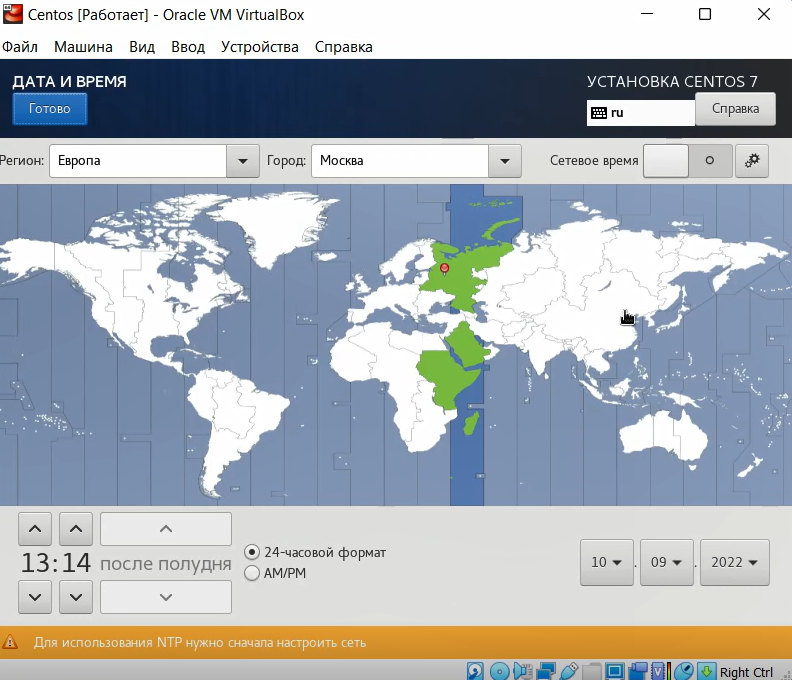 Centos [Работает] - Oracle VM VirtualBox
Файл Машина Вид Ввод Устройства Справка
ДАТА И ВРЕМЯ
УСТАНОВКА CENTOS 7
Готово
ru
Справка
Регион: Европа Город: Москва Сетевое время
13:14 после полудня
24-часовой формат
AM/PM
10 . 09 . 2022
Для использования NTP нужно сначала настроить сеть
Right Ctrl